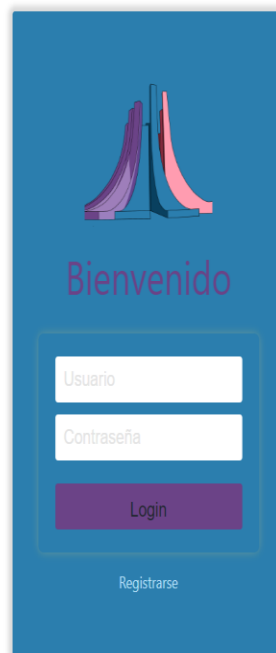 Bienvenido
Usuario
Contraseña
Login
Registrarse